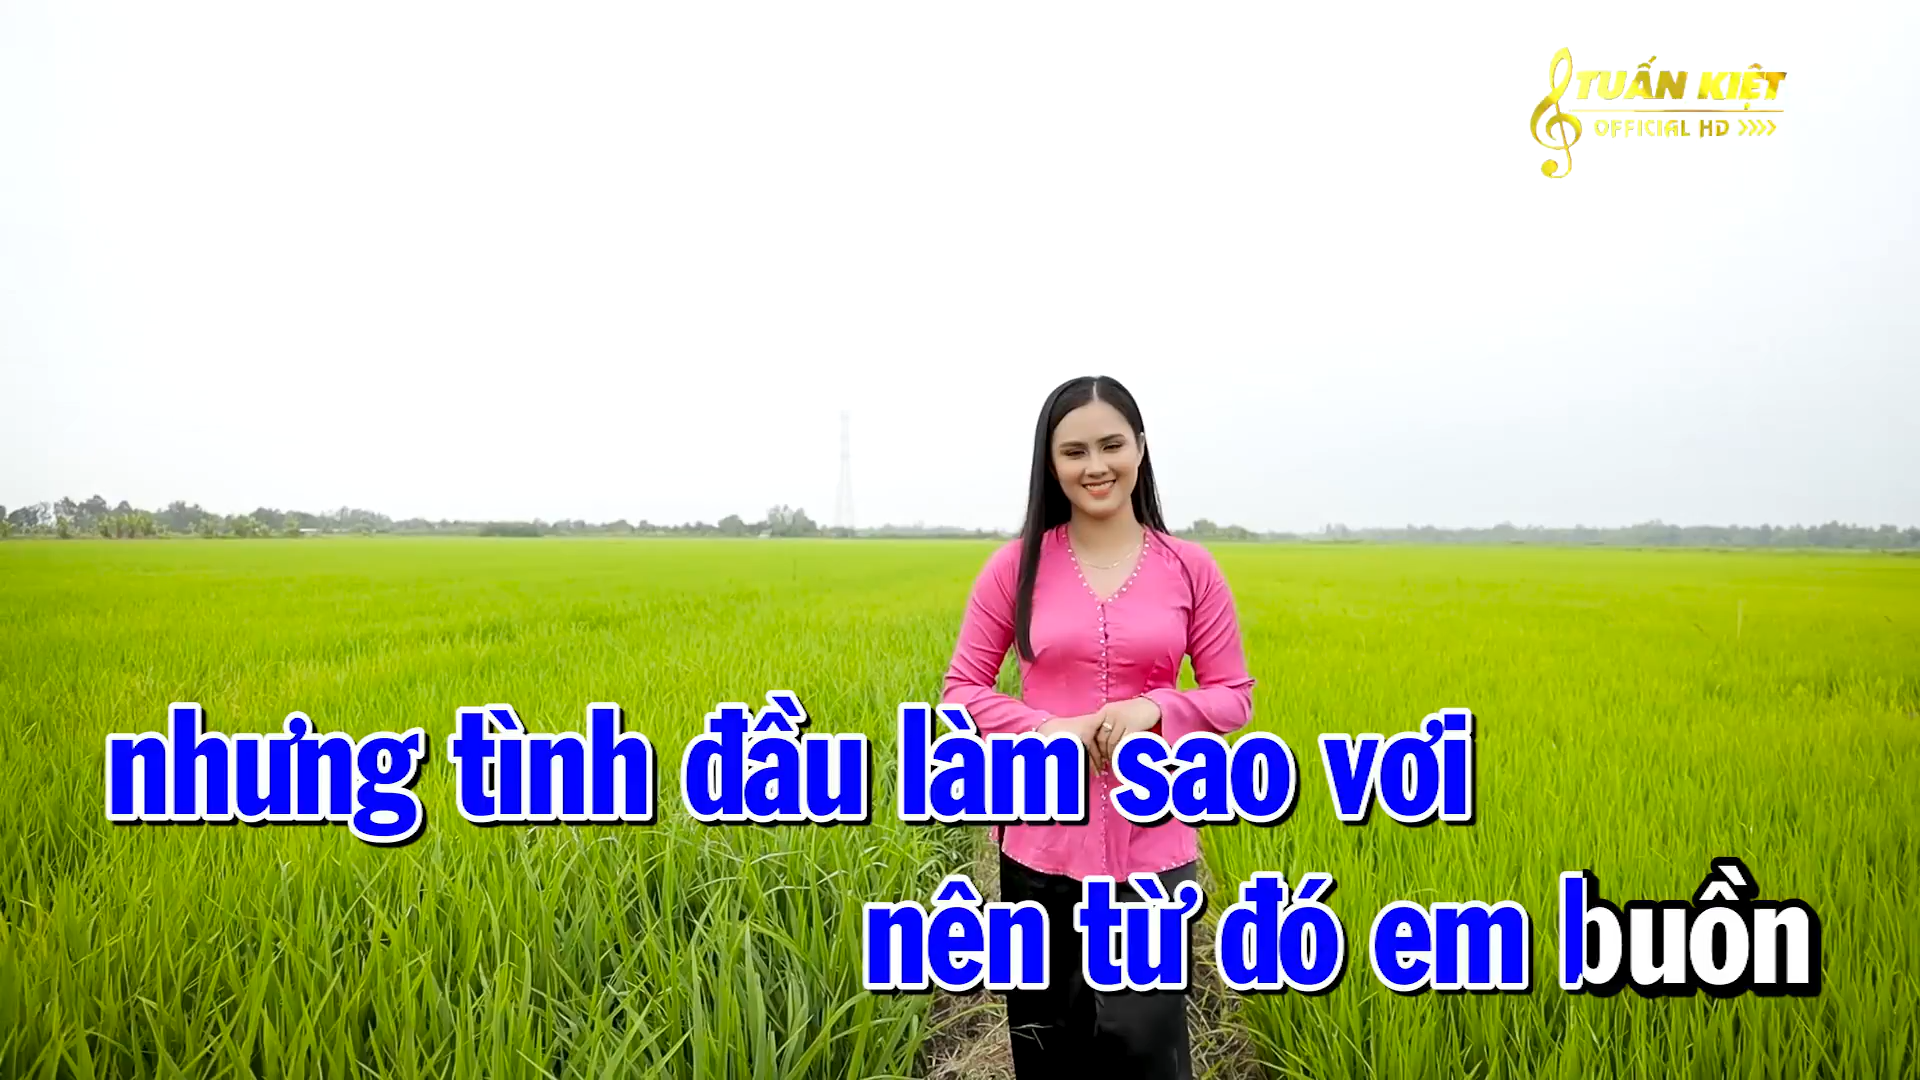 TUẤN KIỆT
OFFICIAL HD
nhưng tình đầu làm sao vơi
nên từ đó em buồn